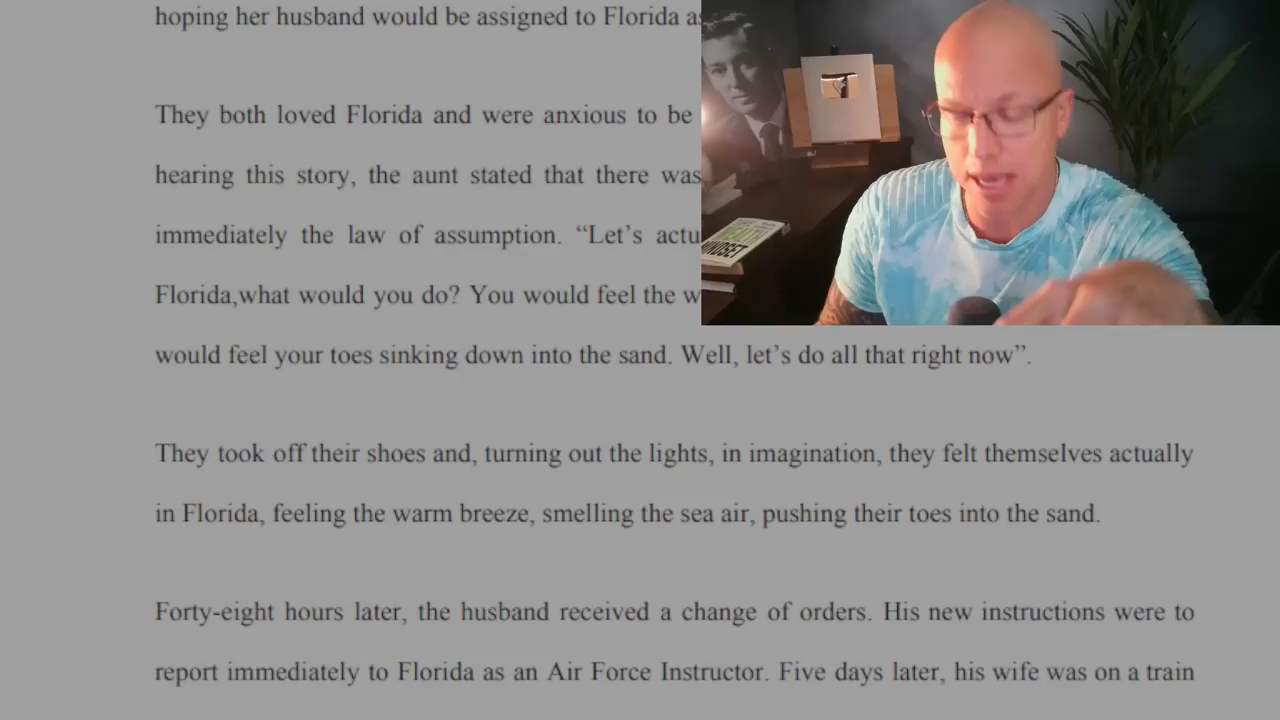 hoping her husband would be assigned to Florida
They both loved Florida and were anxious to be
hearing this story, the aunt stated that there was
immediately the law of assumption. “Let’s
Florida,what would you do? You would feel the
would feel your toes sinking down into the sand. Well, let’s do all that right now”.
They took off their shoes and, turning out the lights, in imagination, they felt themselves actually
in Florida, feeling the warm breeze, smelling the sea air, pushing their toes into the sand.
Forty-eight hours later, the husband received a change of orders. His new instructions were to
report immediately to Florida as an Air Force Instructor. Five days later, his wife was on a train
MINDSET